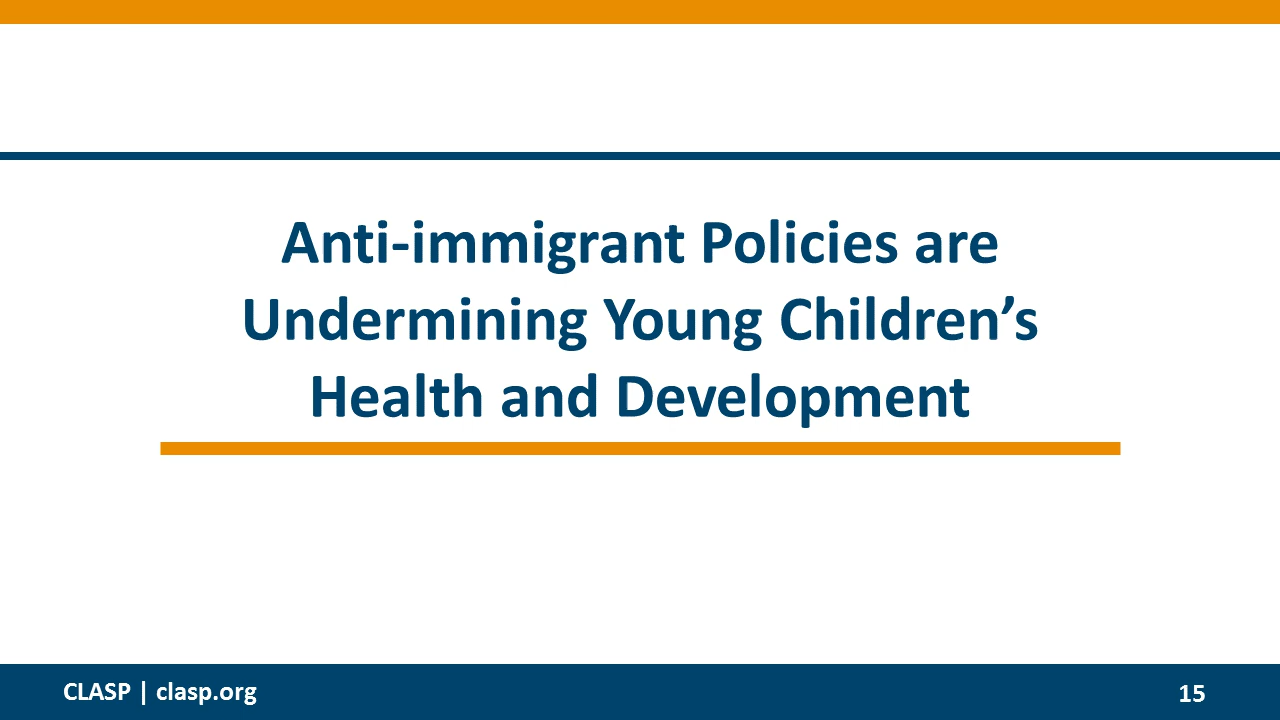 Anti-immigrant Policies are
Undermining Young Children’s
Health and Development
CLASP | clasp.org
15